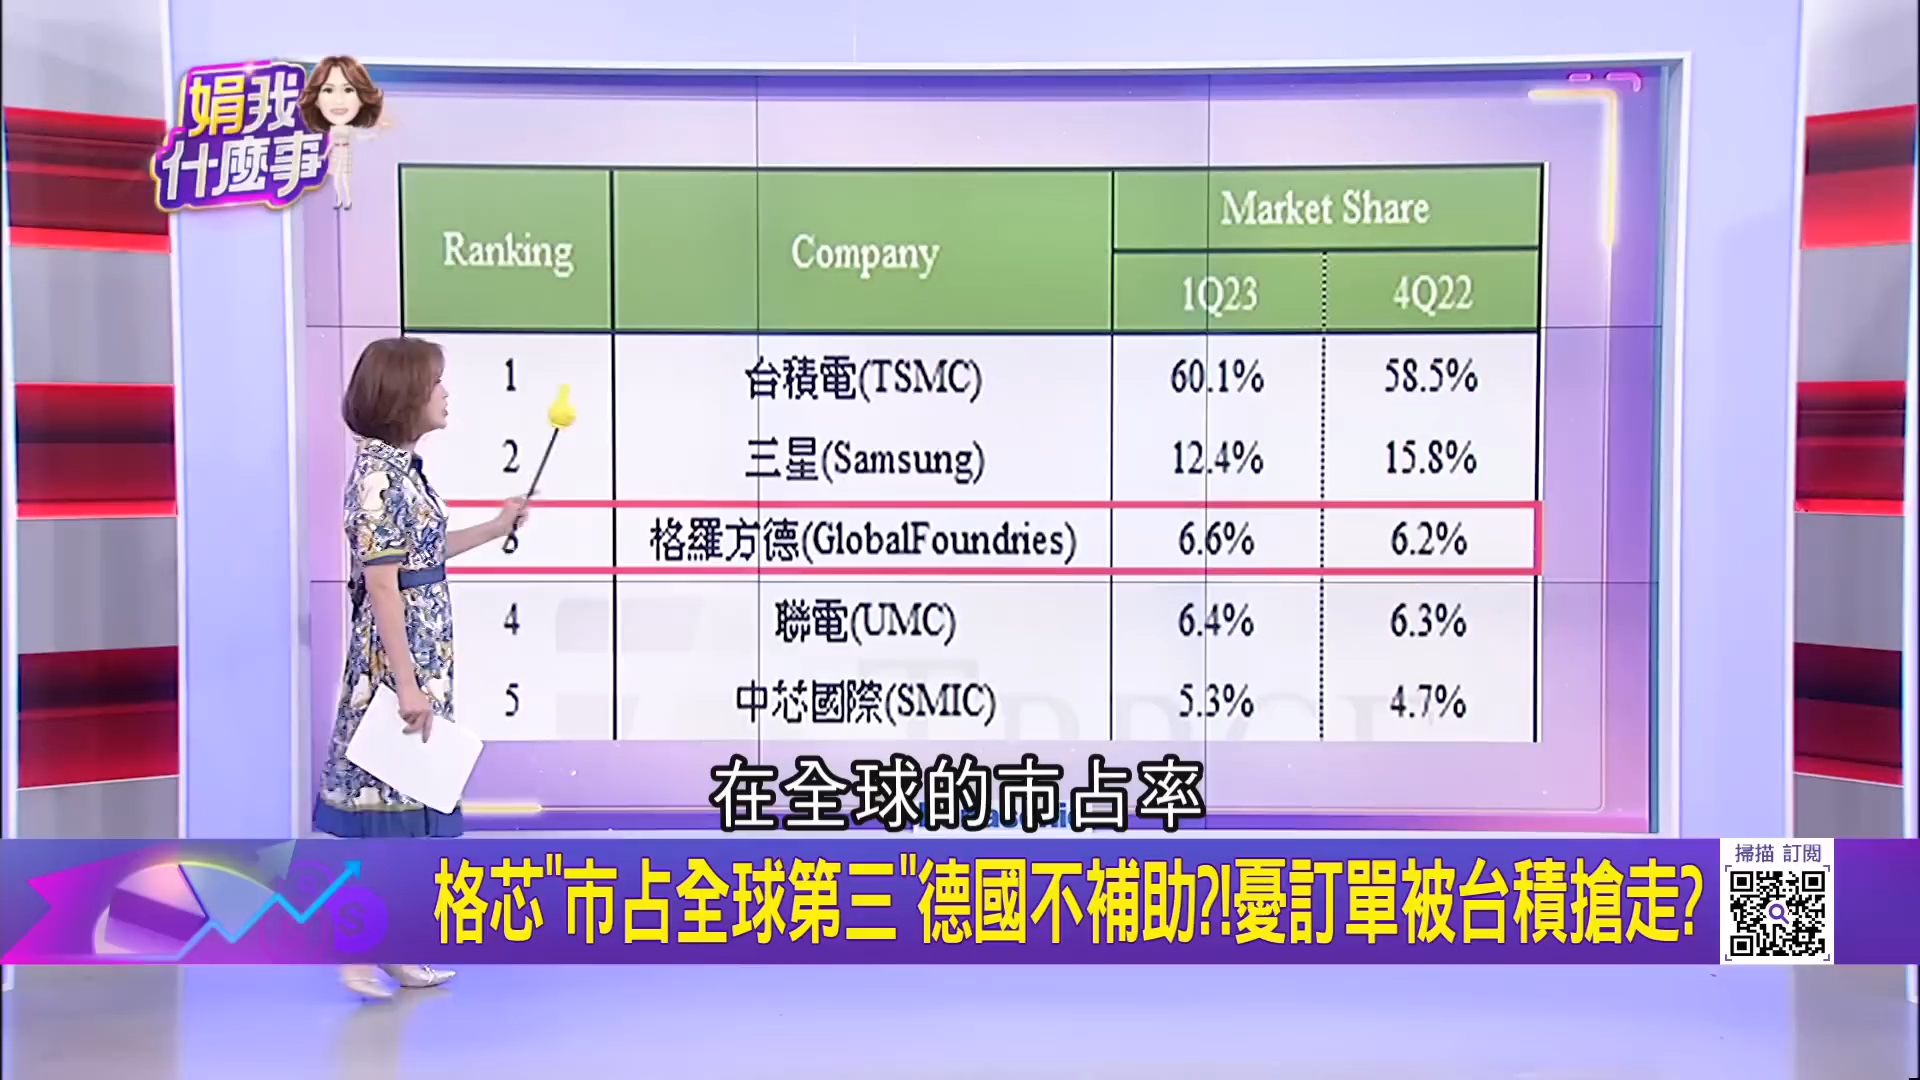 娟我
什麼事
Ranking Company Market Share
1Q23 4Q22
1 台積電(TSMC) 60.1% 58.5%
2 三星(Samsung) 12.4% 15.8%
3 格羅方德(GlobalFoundries) 6.6% 6.2%
4 聯電(UMC) 6.4% 6.3%
5 中芯國際(SMIC) 5.3% 4.7%
在全球的市占率
格芯"市占全球第三"德國不補助?!憂訂單被台積搶走?
掃描 訂閱